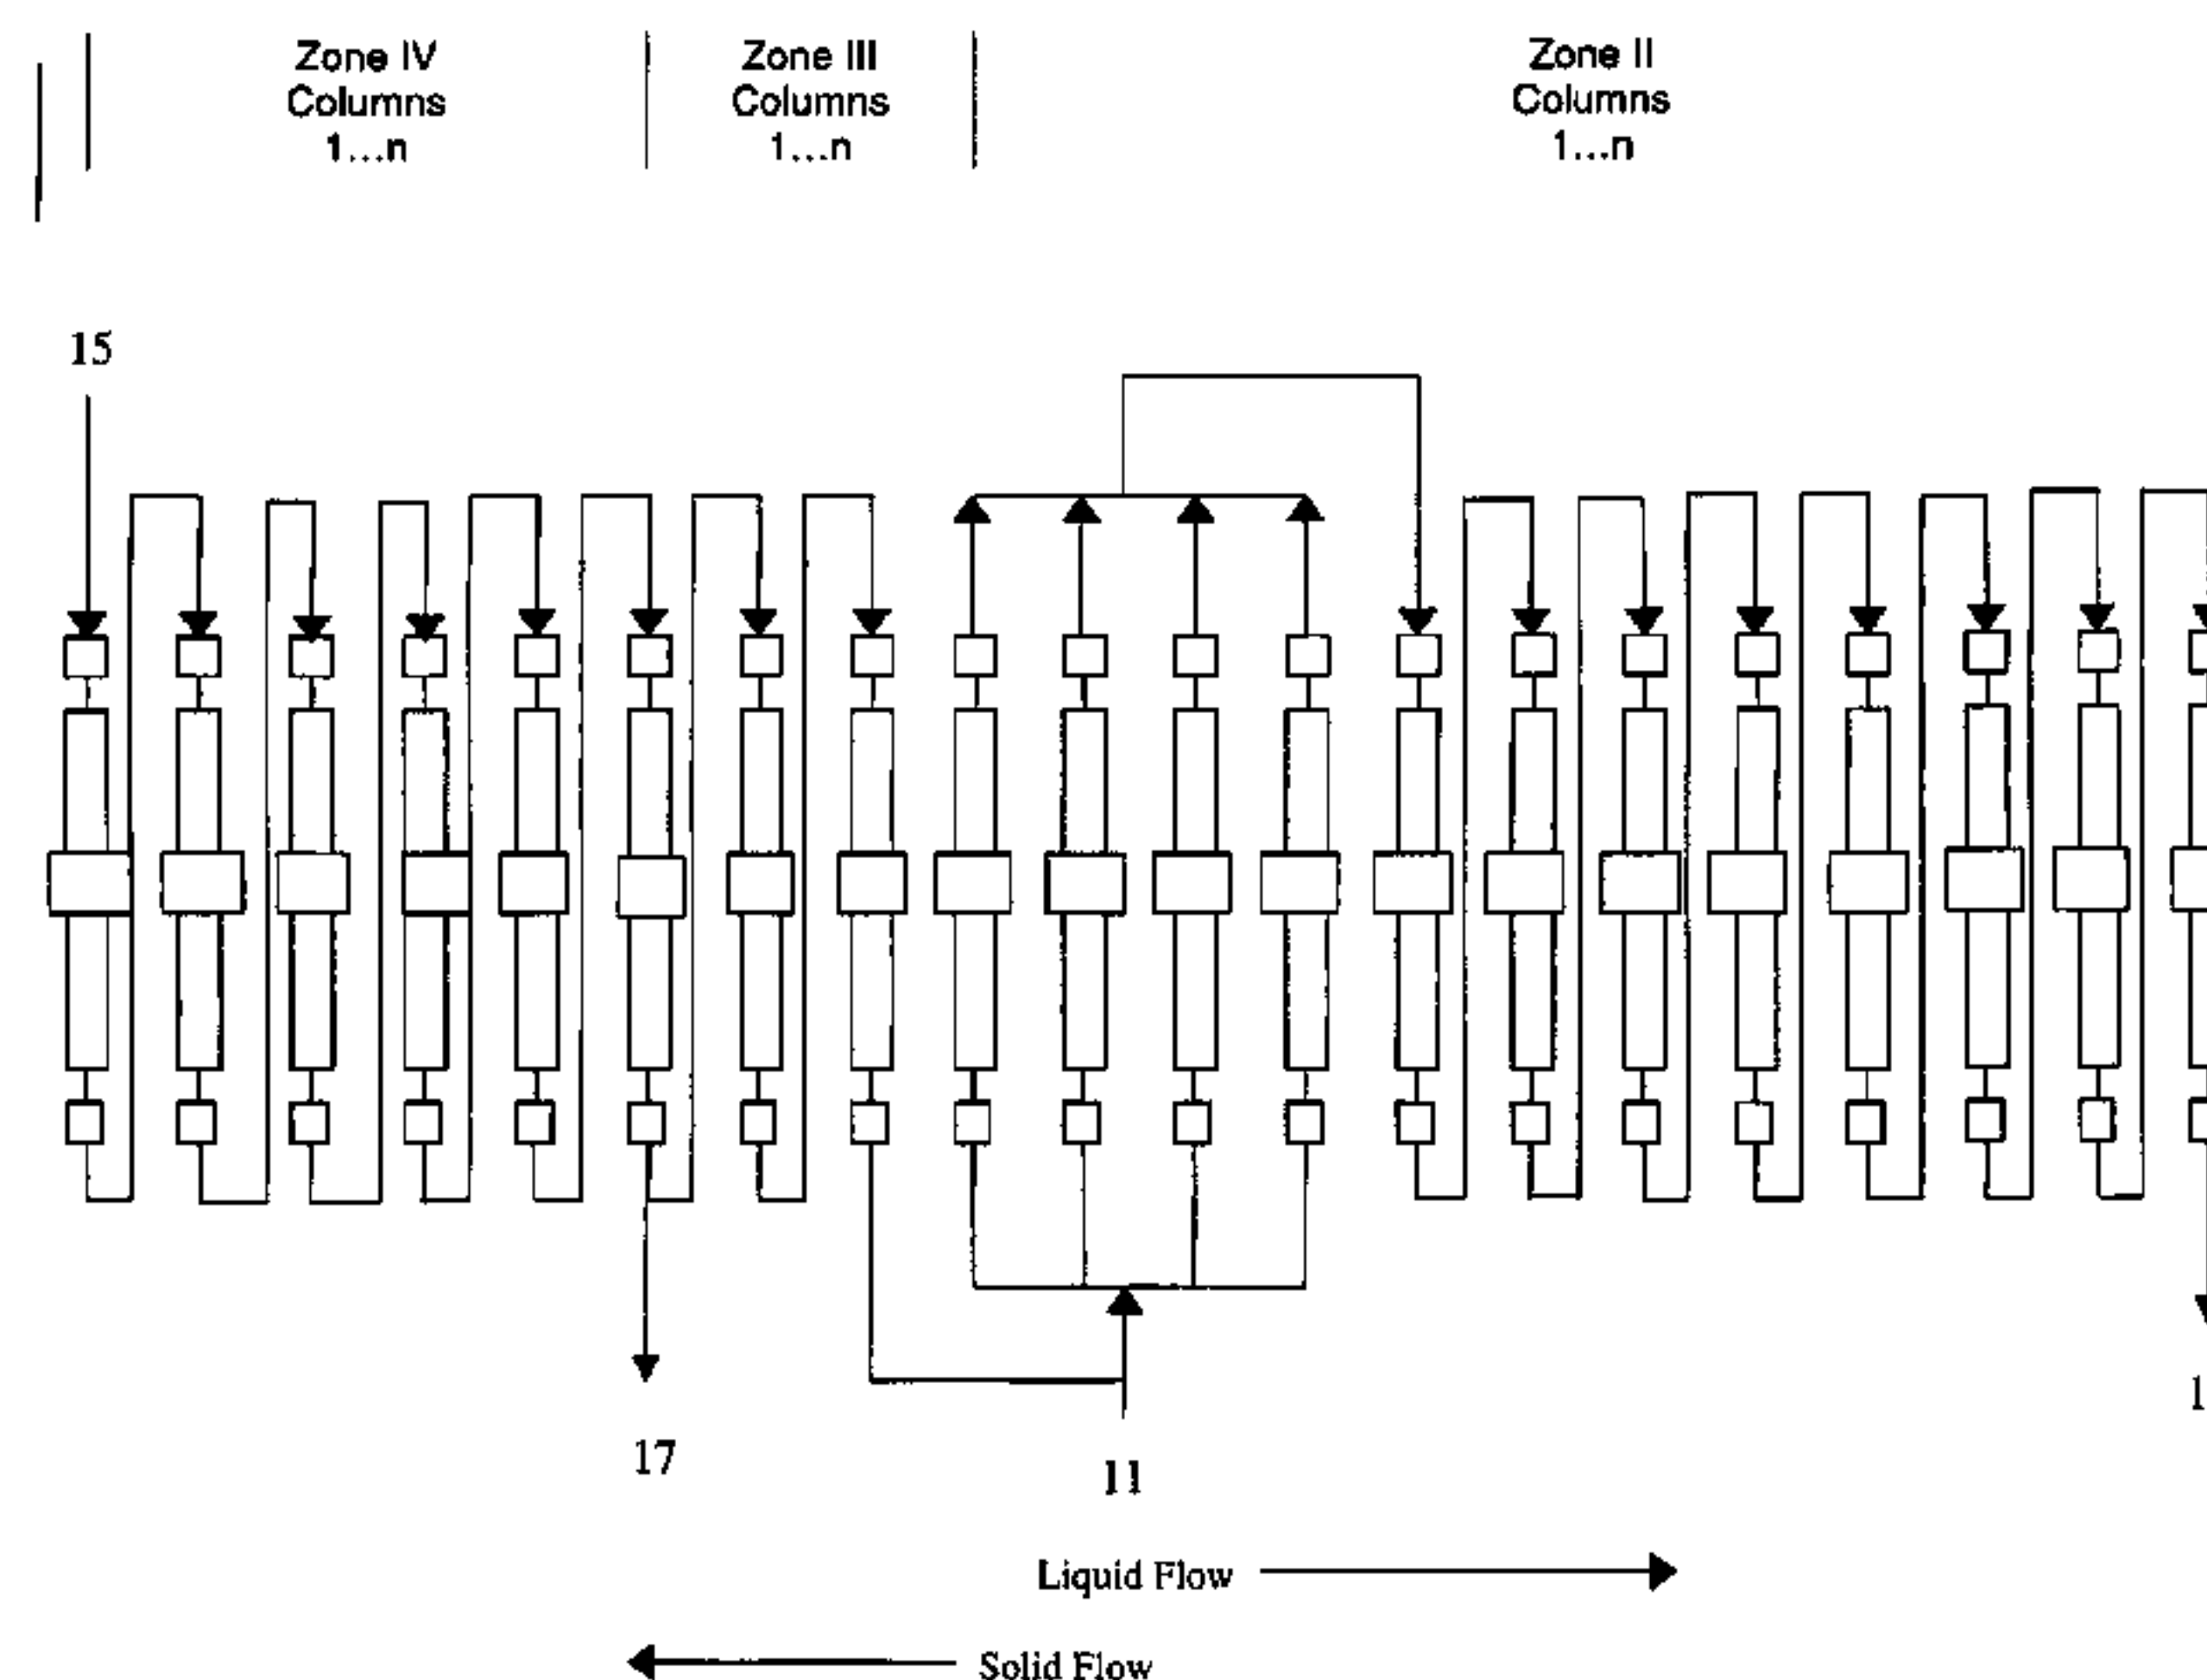 Zone IV
Columns
1...n
Zone III
Columns
1...n
Zone II
Columns
1...n
15
17
11
1
Liquid Flow
Solid Flow